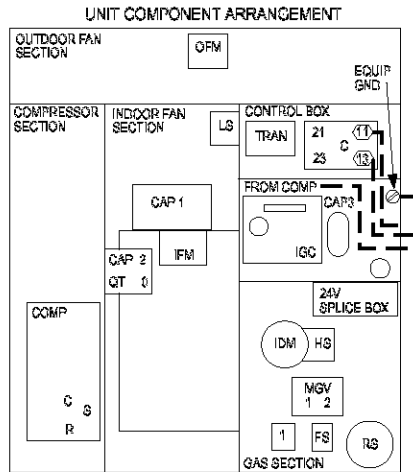 UNIT COMPONENT ARRANGEMENT
OUTDOOR FAN
SECTION
OFM
EQUIP
GND
COMPRESSOR
SECTION
INDOOR FAN
SECTION
LS
CONTROL BOX
TRAN
21
11
C
23
13
FROM COMP
CAP3
IGC
CAP 1
IFM
CAP 2
QT 0
24V
SPLICE BOX
COMP
C
S
R
IDM
HS
MGV
1 2
1
FS
RS
GAS SECTION